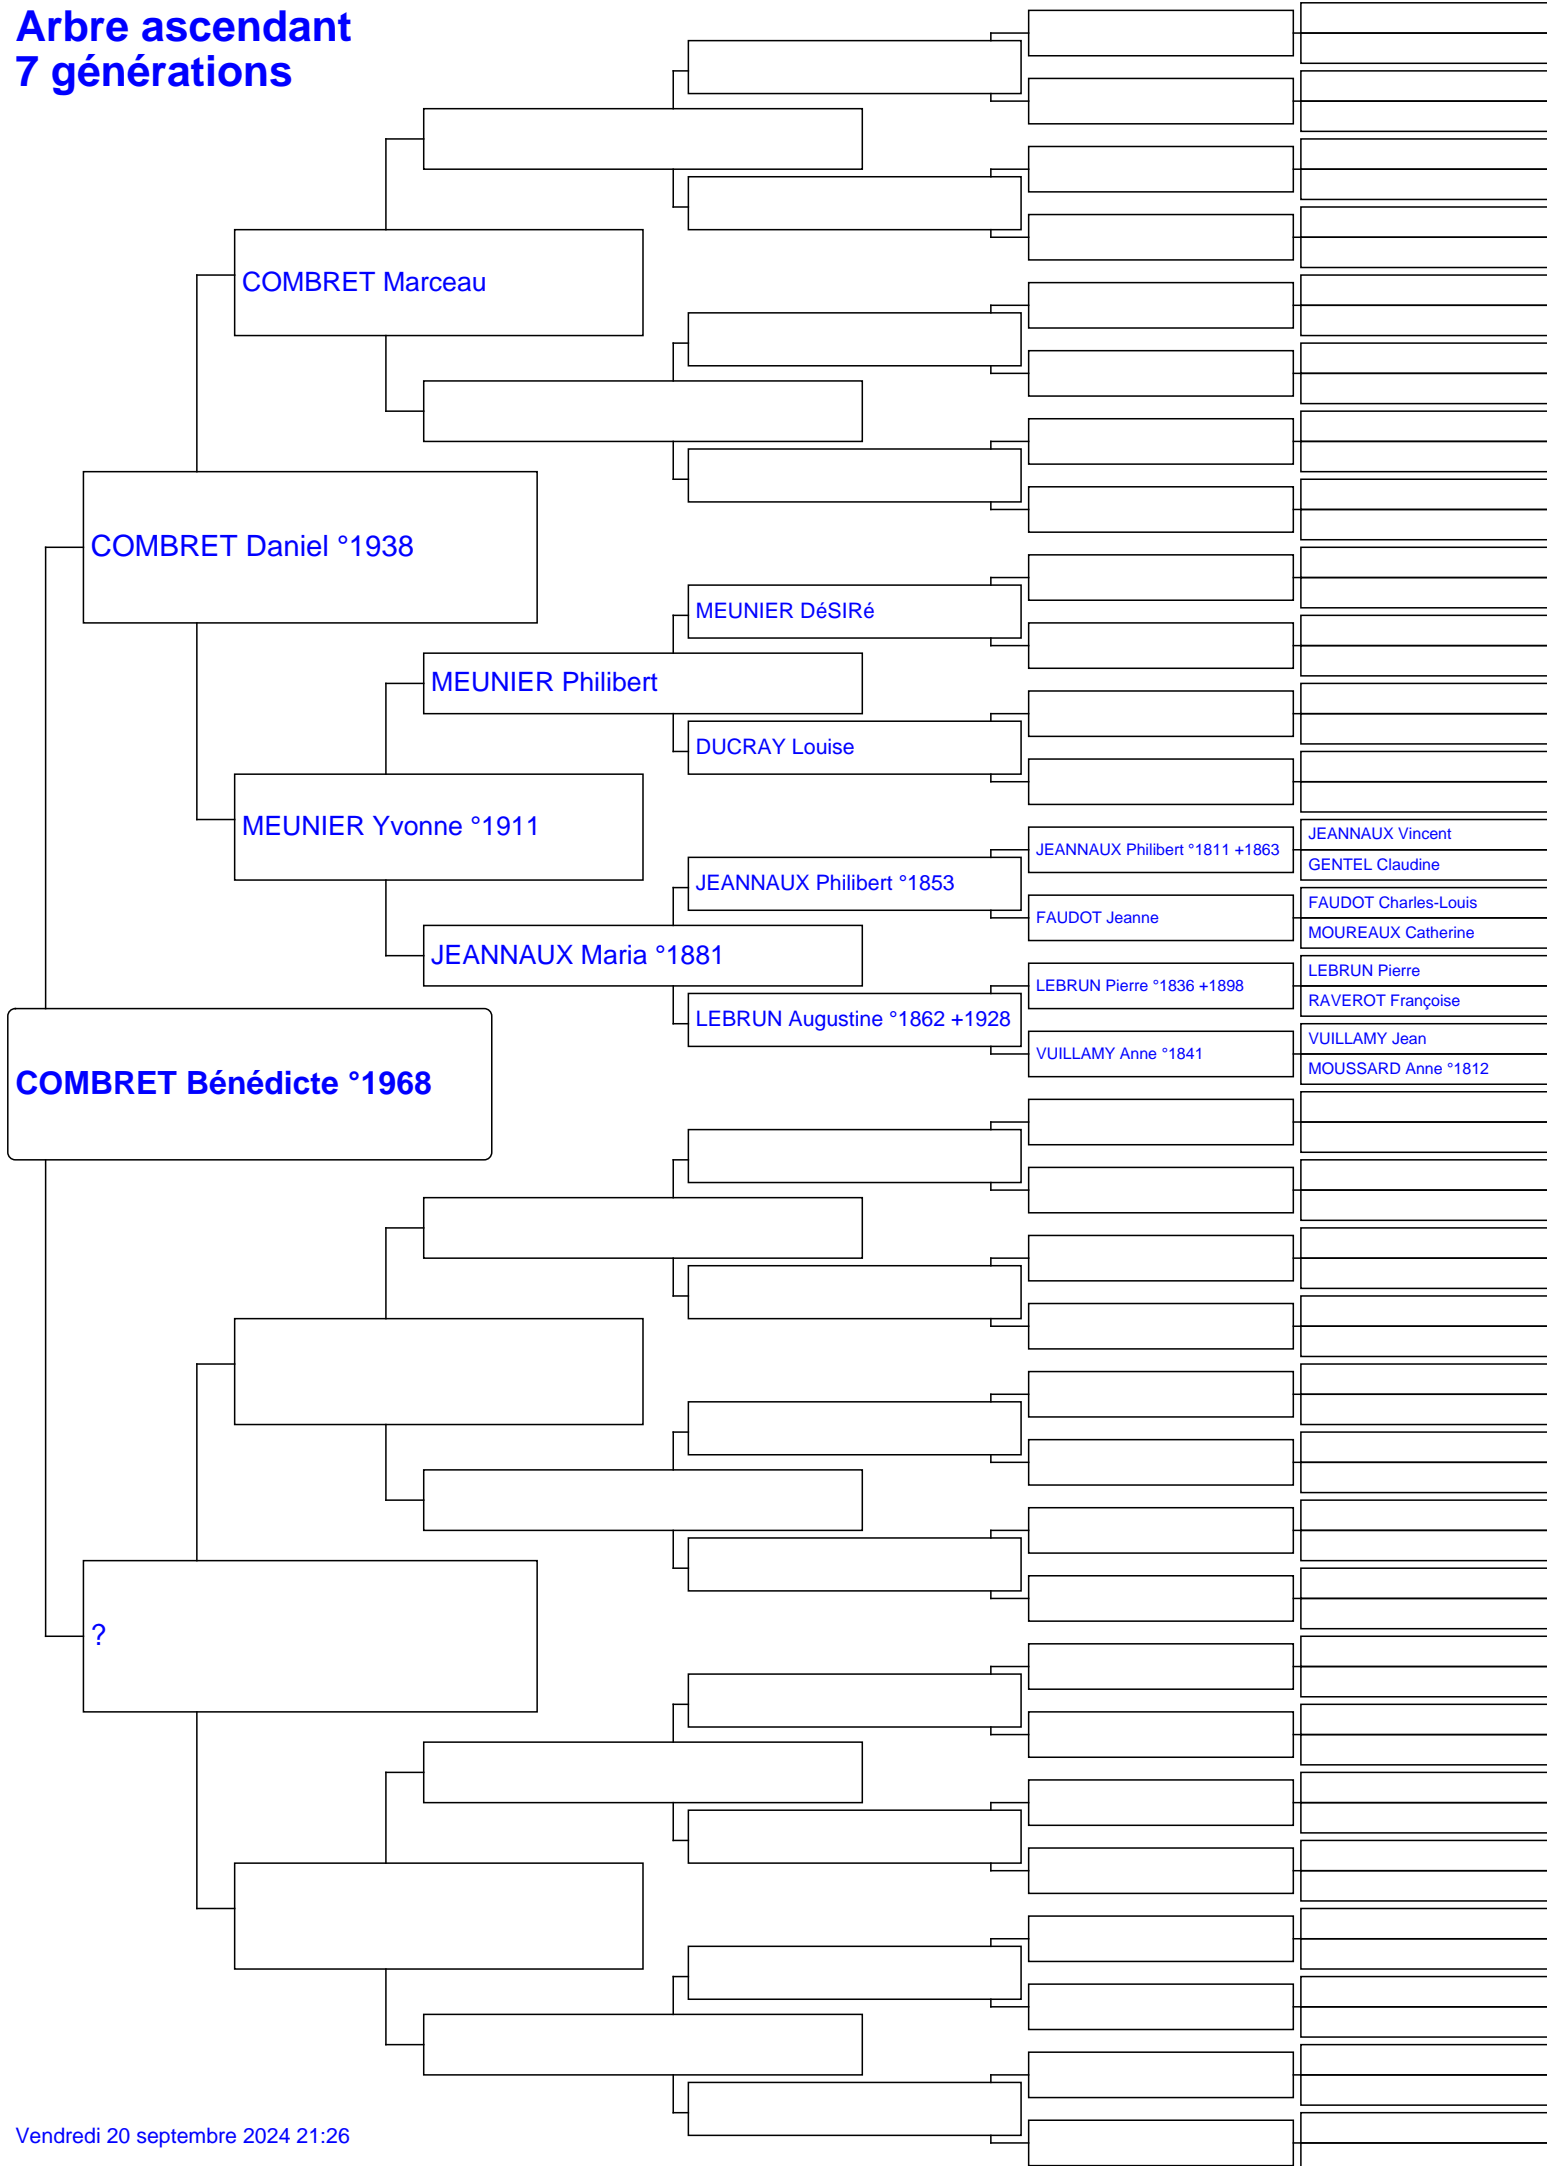 Arbre ascendant
7 générations
COMBRET Marceau
COMBRET Daniel °1938
MEUNIER DéSIRé
MEUNIER Philibert
DUCRAY Louise
MEUNIER Yvonne °1911
JEANNAUX Vincent
JEANNAUX Philibert °1811 +1863
GENTEL Claudine
JEANNAUX Philibert °1853
FAUDOT Charles-Louis
FAUDOT Jeanne
MOUREAUX Catherine
JEANNAUX Maria °1881
LEBRUN Pierre
LEBRUN Pierre °1836 +1898
RAVEROT Françoise
LEBRUN Augustine °1862 +1928
VUILLAMY Jean
VUILLAMY Anne °1841
MOUSSARD Anne °1812
COMBRET Bénédicte °1968
?
Vendredi 20 septembre 2024 21:26